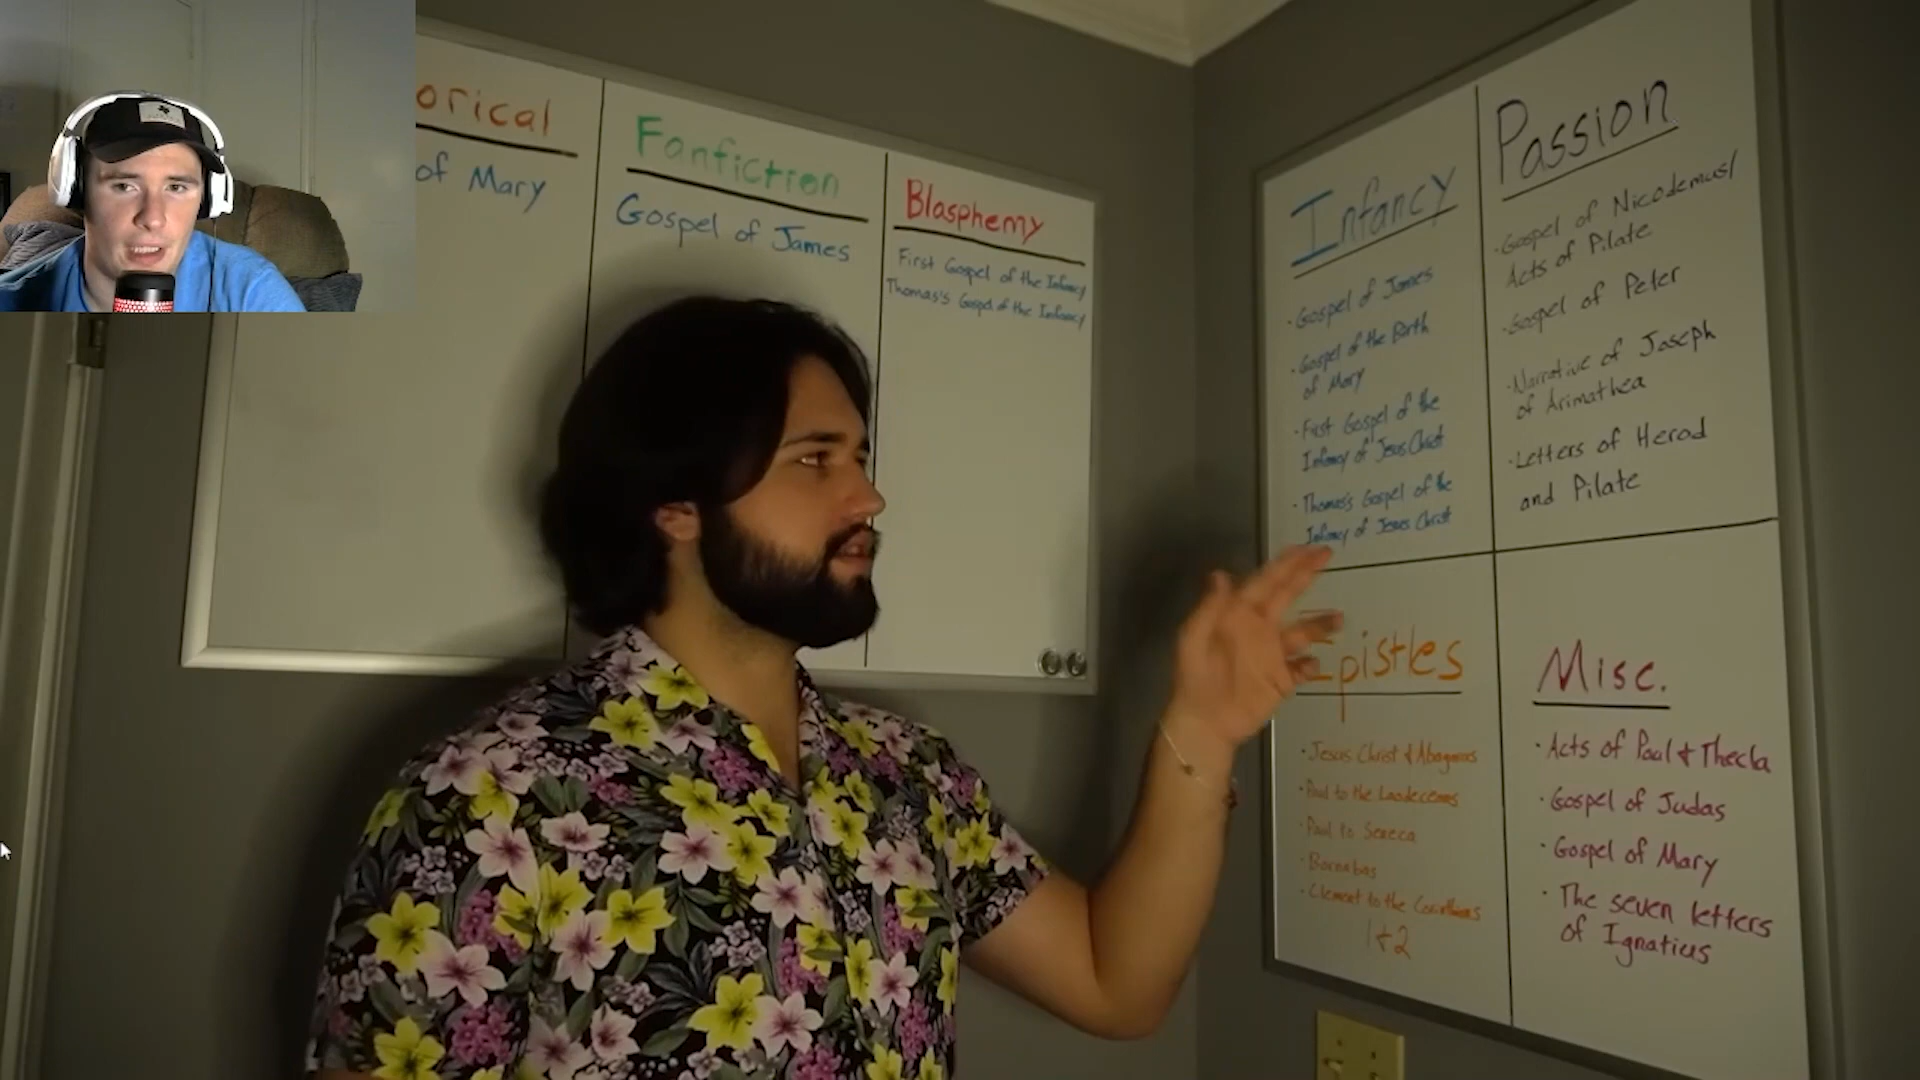 orical
of Mary
Fanfiction
Gospel of James
Blasphemy
First Gospel of the Infancy
Thomas's Gospel of the Infancy
Infancy
· Gospel of James
· Gospel of the Birth
of Mary
· First Gospel of the
Infancy of Jesus Christ
· Thomas's Gospel of the
Infancy of Jesus Christ
Passion
· Gospel of Nicodemus/
Acts of Pilate
· Gospel of Peter
· Narrative of Joseph
of Arimathea
· Letters of Herod
and Pilate
Epistles
· Jesus Christ & Abagarus
· Paul to the Laodeceans
· Paul to Seneca
· Barnabas
· Clement to the Corinthians
1+2
Misc.
· Acts of Paul & Thecla
· Gospel of Judas
· Gospel of Mary
· The seven letters
of Ignatius